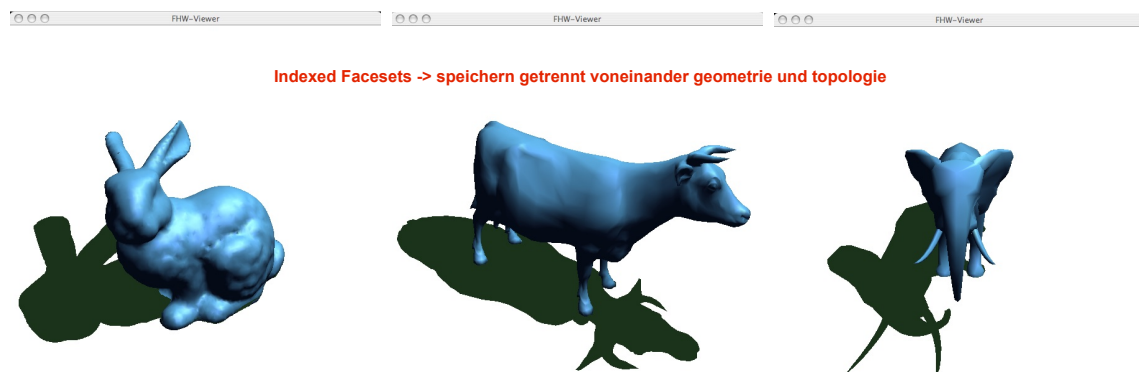 FHW-Viewer
FHW-Viewer
FHW-Viewer
Indexed Facesets -> speichern getrennt voneinander geometrie und topologie